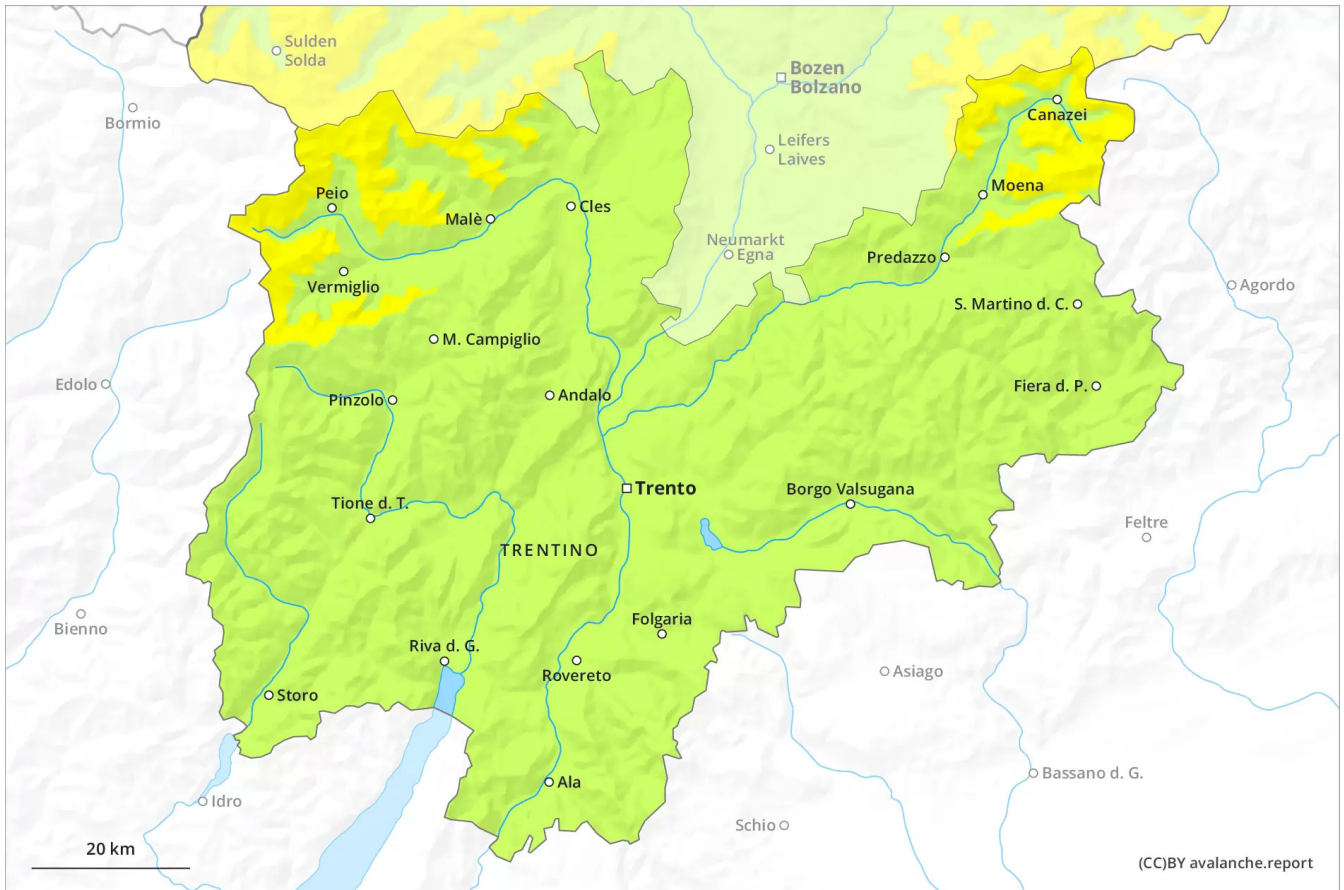 Sulden
Solda
Bozen
Bolzano
Bormio
Canazei
Leifers
Laives
Peio
Moena
Malè
Cles
Neumarkt
Egna
Predazzo
Vermiglio
Agordo
S. Martino d. C.
M. Campiglio
Edolo
Fiera d. P.
Andalo
Pinzolo
Trento
Borgo Valsugana
Tione d. T.
Feltre
TRENTINO
Bienno
Folgaria
Riva d. G.
Asiago
Rovereto
Storo
Bassano d. G.
Ala
Idro
Schio
20 km
(CC)BY avalanche.report